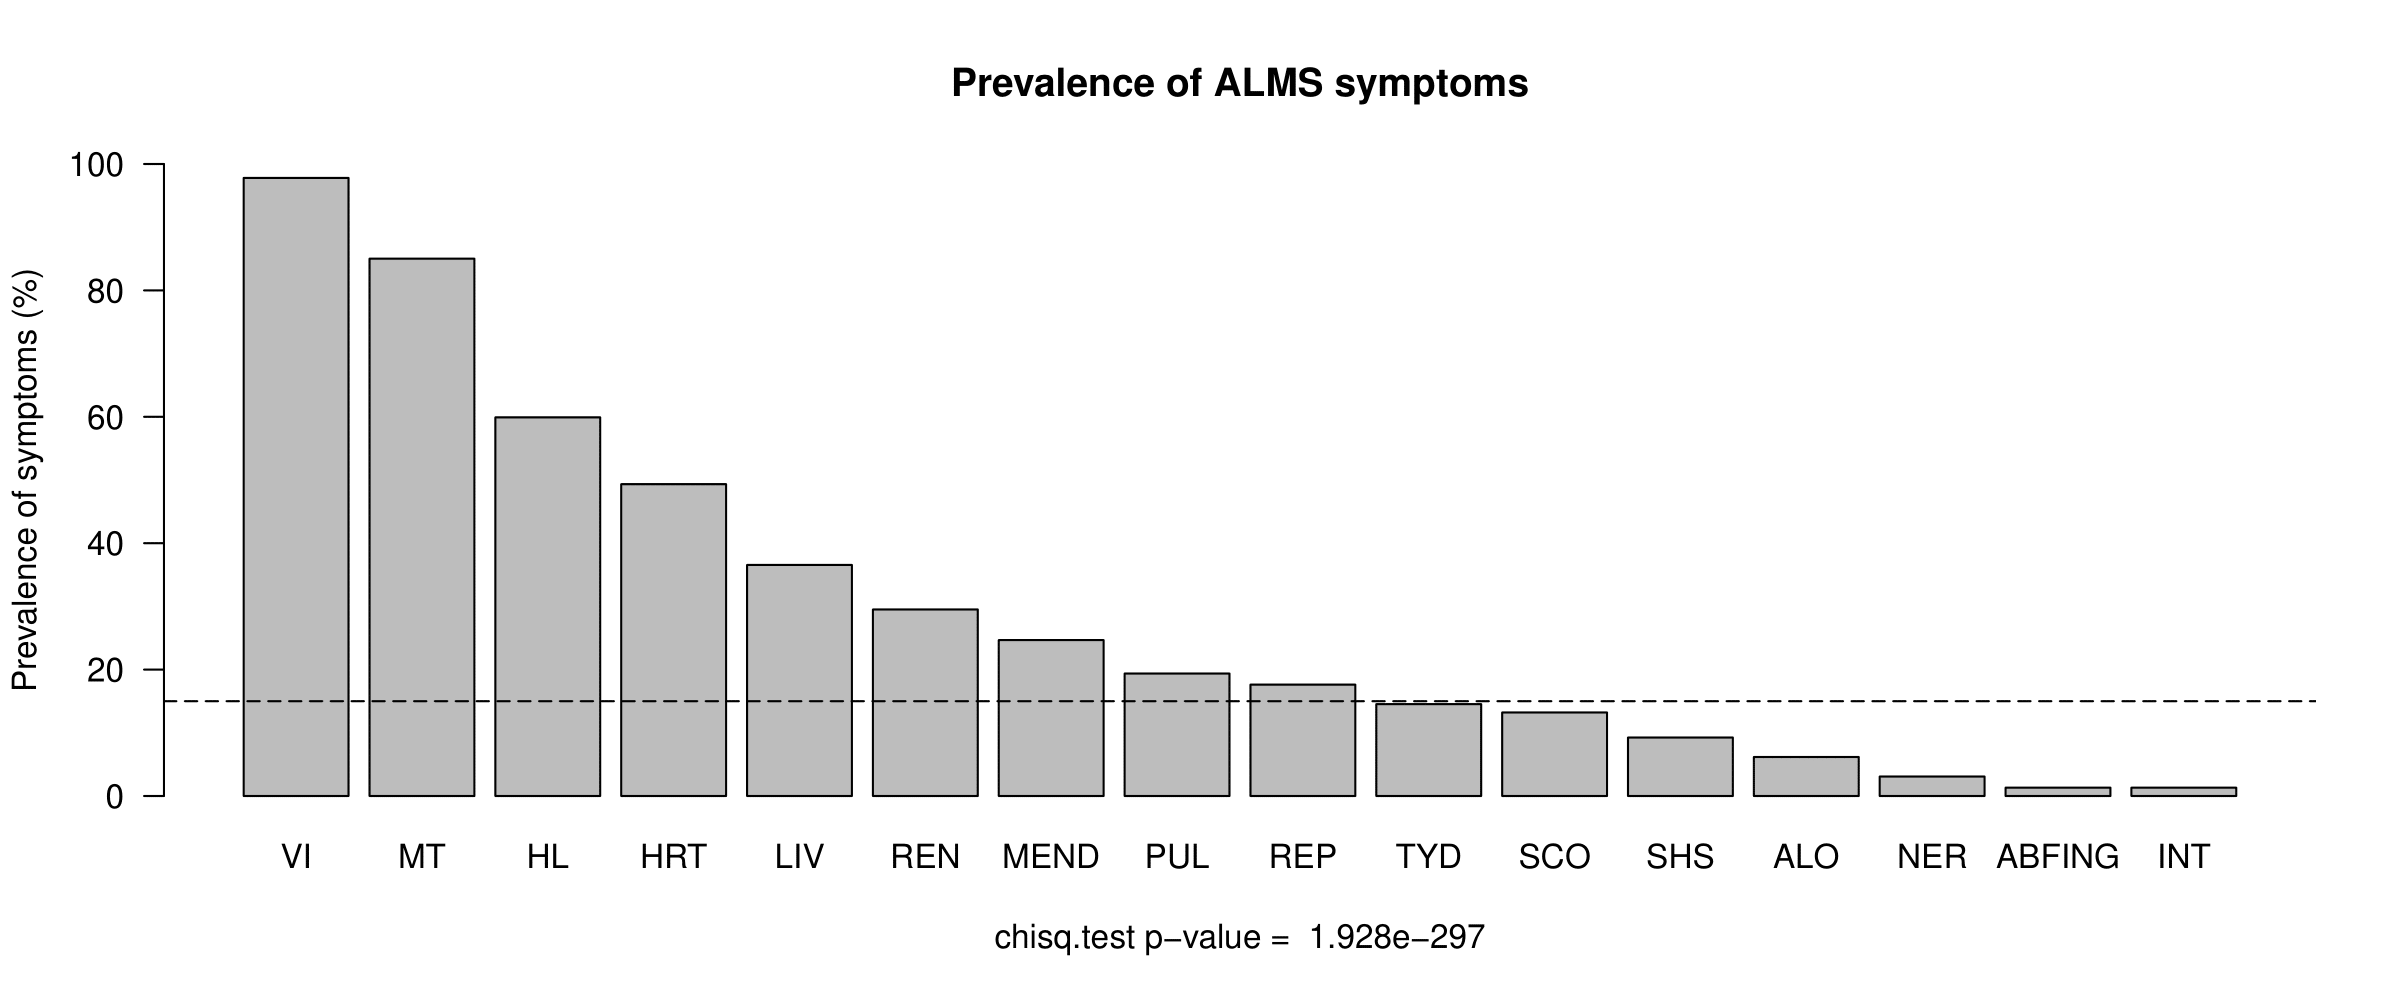 Prevalence of ALMS symptoms
Prevalence of symptoms (%)
100
80
60
40
20
0
VI MT HL HRT LIV REN MEND PUL REP TYD SCO SHS ALO NER ABFING INT
chisq.test p−value = 1.928e−297